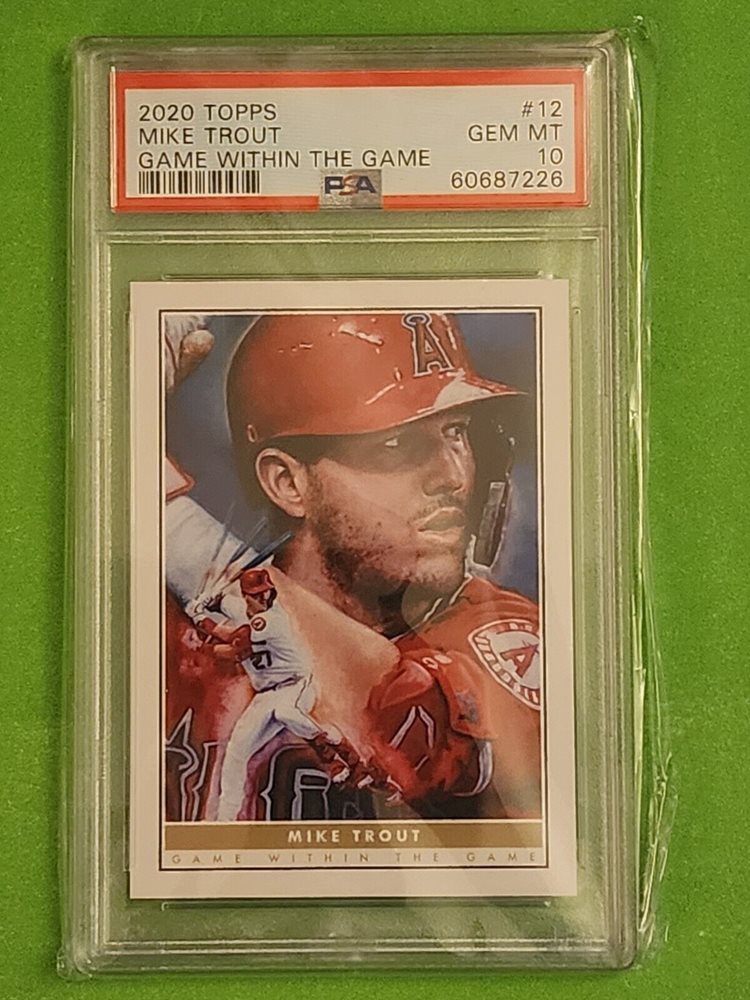 2020 TOPPS #12
MIKE TROUT GEM MT
GAME WITHIN THE GAME 10
PSA 60687226
A
A
MIKE TROUT
GAME WITHIN THE GAME